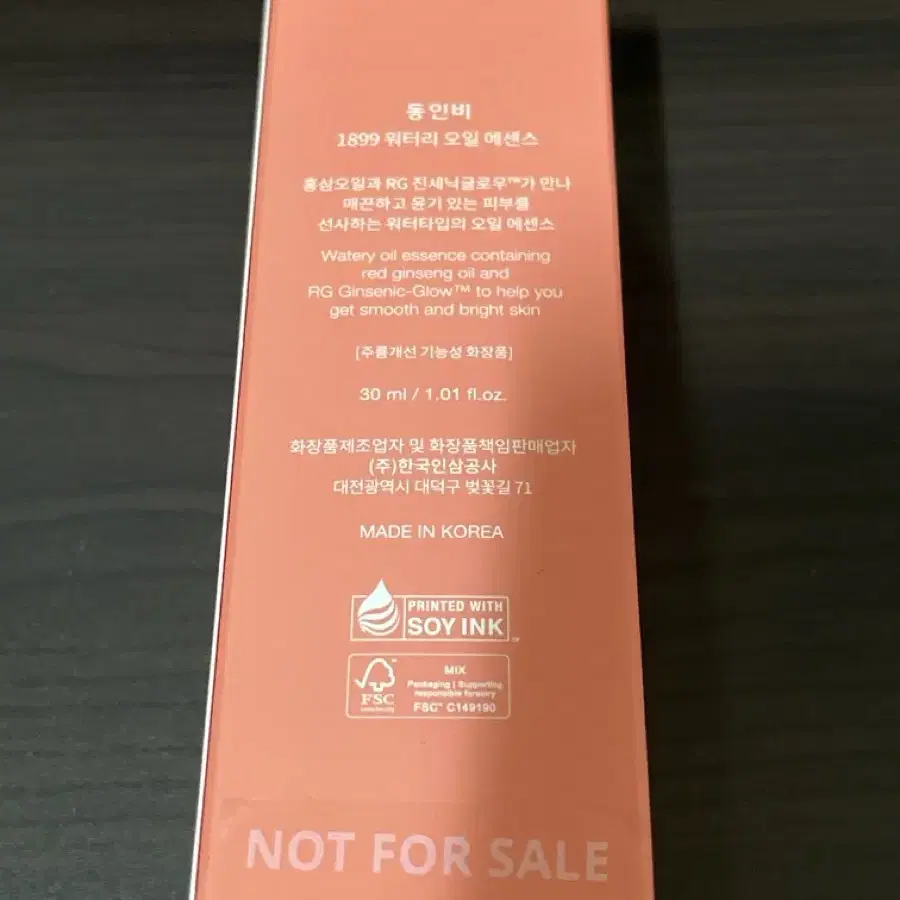 동인비
1899 워터리 오일 에센스
홍삼오일과 RG 진세닉글로우™가 만나
매끈하고 윤기 있는 피부를
선사하는 워터타입의 오일 에센스
Watery oil essence containing
red ginseng oil and
RG Ginsenic-Glow™ to help you
get smooth and bright skin
[주름개선 기능성 화장품]
30 ml / 1.01 fl.oz.
화장품제조업자 및 화장품책임판매업자
(주)한국인삼공사
대전광역시 대덕구 벚꽃길 71
MADE IN KOREA
PRINTED WITH
SOY INK
FSC
MIX
Packaging | Supporting
responsible forestry
FSC™ C149190
NOT FOR SALE